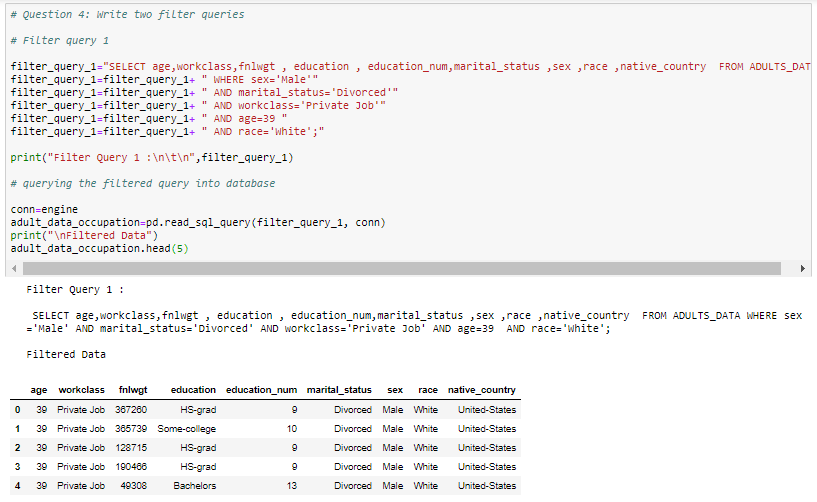 # Question 4: Write two filter queries
# Filter query 1
filter_query_1="SELECT age,workclass,fnlwgt , education , education_num,marital_status ,sex ,race ,native_country  FROM ADULTS_DAT
filter_query_1=filter_query_1+ " WHERE sex='Male'"
filter_query_1=filter_query_1+ " AND marital_status='Divorced'"
filter_query_1=filter_query_1+ " AND workclass='Private Job'"
filter_query_1=filter_query_1+ " AND age=39 "
filter_query_1=filter_query_1+ " AND race='White';"
print("Filter Query 1 :\n\t\n",filter_query_1)
# querying the filtered query into database
conn=engine
adult_data_occupation=pd.read_sql_query(filter_query_1, conn)
print("\nFiltered Data")
adult_data_occupation.head(5)
Filter Query 1 :
SELECT age,workclass,fnlwgt , education , education_num,marital_status ,sex ,race ,native_country  FROM ADULTS_DATA WHERE sex
='Male' AND marital_status='Divorced' AND workclass='Private Job' AND age=39  AND race='White';
Filtered Data
age workclass fnlwgt education education_num marital_status sex race native_country
0 39 Private Job 367260 HS-grad 9 Divorced Male White United-States
1 39 Private Job 365739 Some-college 10 Divorced Male White United-States
2 39 Private Job 128715 HS-grad 9 Divorced Male White United-States
3 39 Private Job 190466 HS-grad 9 Divorced Male White United-States
4 39 Private Job 49308 Bachelors 13 Divorced Male White United-States